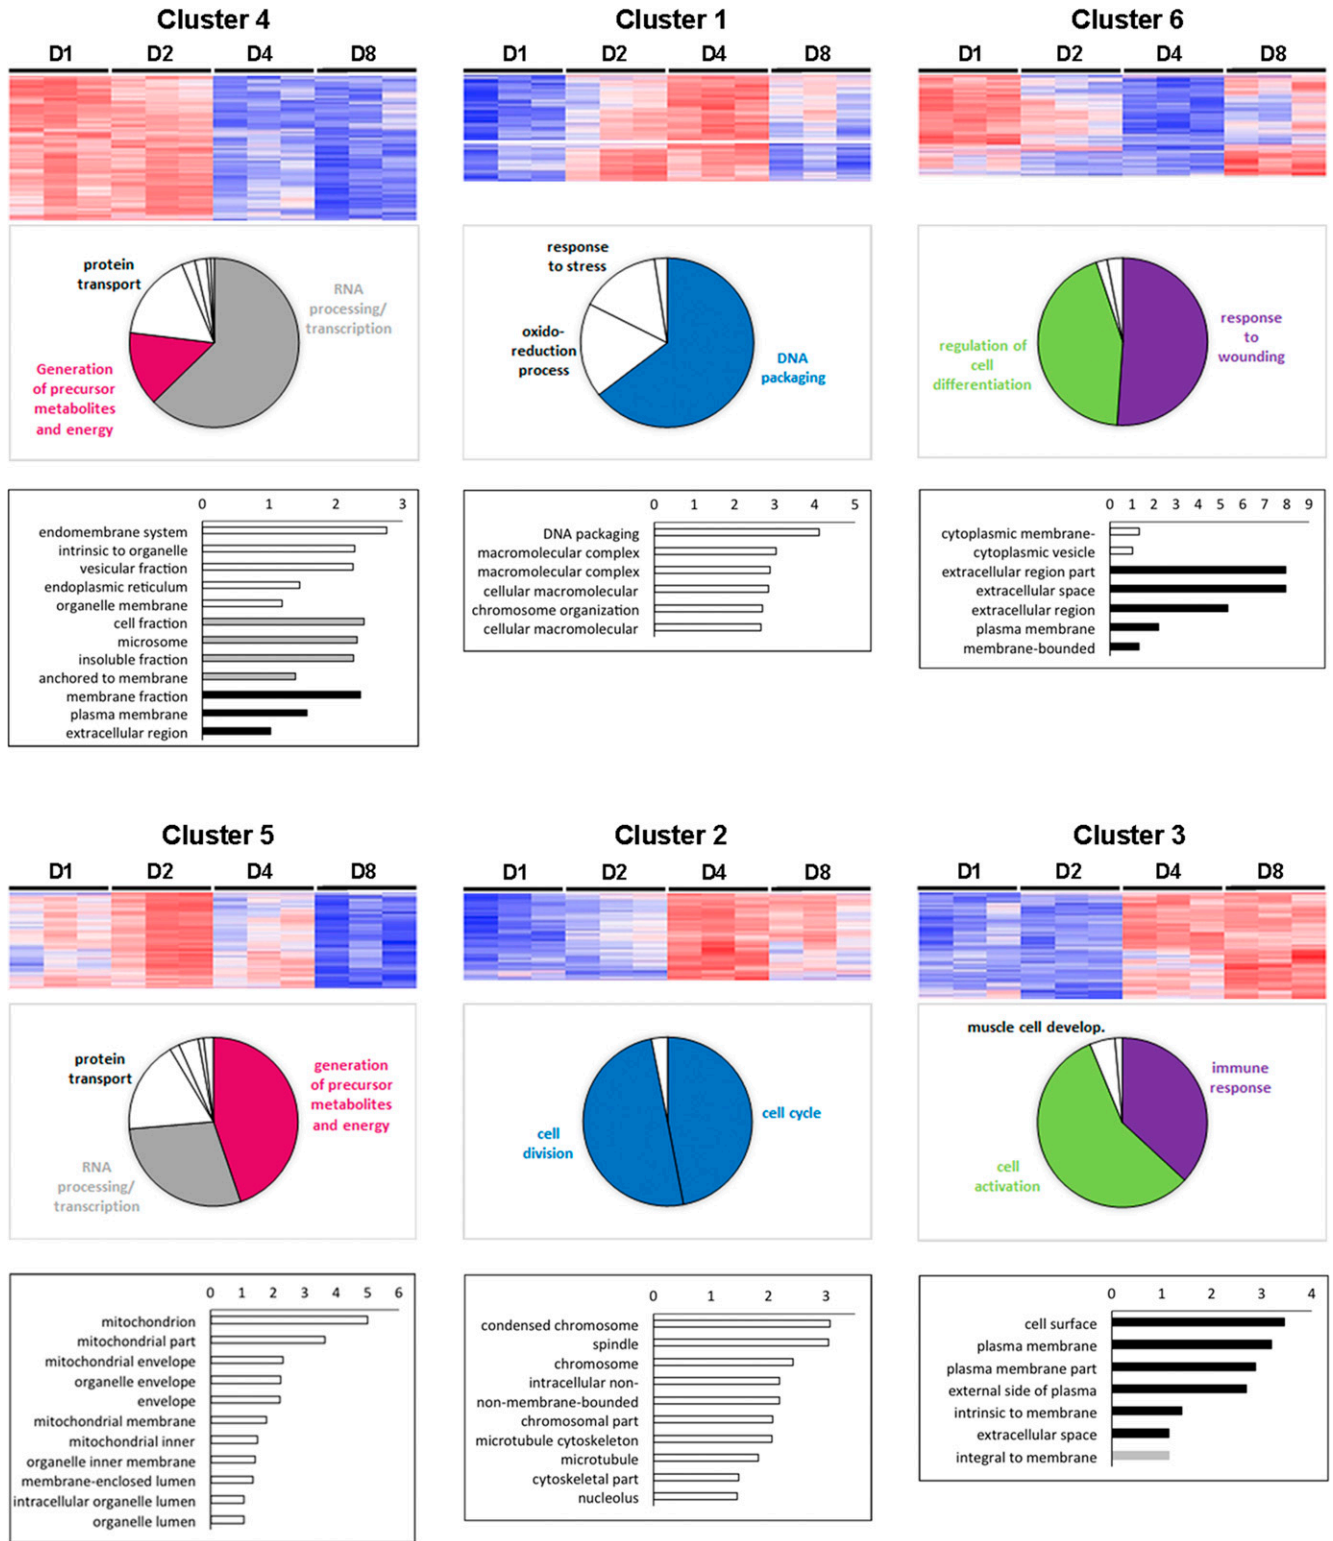 Cluster 4
D1 D2 D4 D8
protein
transport
RNA
processing/
transcription
Generation
of precursor
metabolites
and energy
0 1 2 3
endomembrane system
intrinsic to organelle
vesicular fraction
endoplasmic reticulum
organelle membrane
cell fraction
microsome
insoluble fraction
anchored to membrane
membrane fraction
plasma membrane
extracellular region
Cluster 1
D1 D2 D4 D8
response
to stress
oxido-
reduction
process
DNA
packaging
0 1 2 3 4 5
DNA packaging
macromolecular complex
macromolecular complex
cellular macromolecular
chromosome organization
cellular macromolecular
Cluster 6
D1 D2 D4 D8
regulation of
cell
differentiation
response
to
wounding
0 1 2 3 4 5 6 7 8 9
cytoplasmic membrane-
cytoplasmic vesicle
extracellular region part
extracellular space
extracellular region
plasma membrane
membrane-bounded
Cluster 5
D1 D2 D4 D8
protein
transport
generation
of precursor
metabolites
and energy
RNA
processing/
transcription
0 1 2 3 4 5 6
mitochondrion
mitochondrial part
mitochondrial envelope
organelle envelope
envelope
mitochondrial membrane
mitochondrial inner
organelle inner membrane
membrane-enclosed lumen
intracellular organelle lumen
organelle lumen
Cluster 2
D1 D2 D4 D8
cell cycle
cell
division
0 1 2 3
condensed chromosome
spindle
chromosome
intracellular non-
non-membrane-bounded
chromosomal part
microtubule cytoskeleton
microtubule
cytoskeletal part
nucleolus
Cluster 3
D1 D2 D4 D8
muscle cell develop.
immune
response
cell
activation
0 1 2 3 4
cell surface
plasma membrane
plasma membrane part
external side of plasma
intrinsic to membrane
extracellular space
integral to membrane